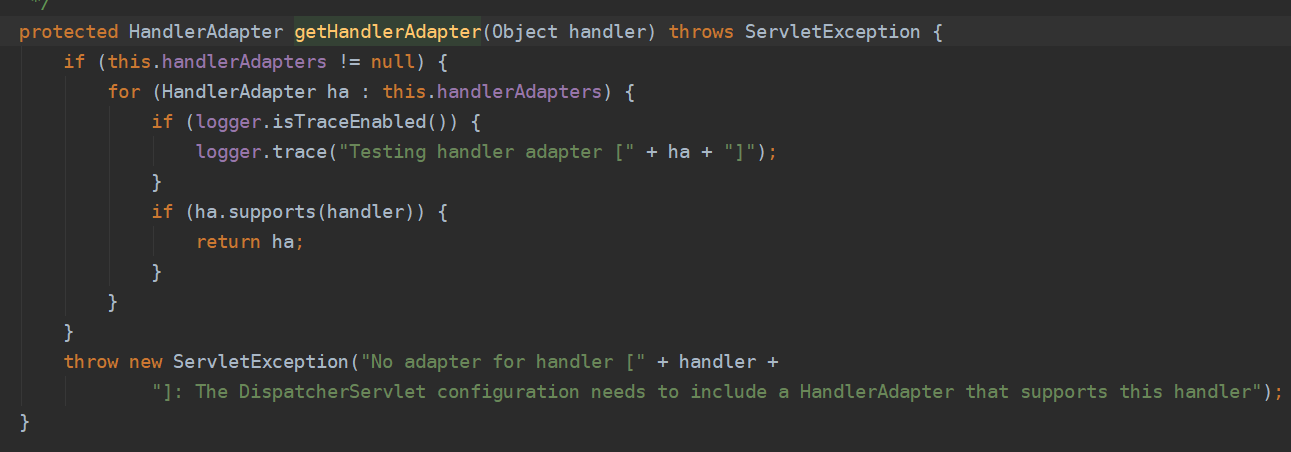 */
protected HandlerAdapter getHandlerAdapter(Object handler) throws ServletException {
    if (this.handlerAdapters != null) {
        for (HandlerAdapter ha : this.handlerAdapters) {
            if (logger.isTraceEnabled()) {
                logger.trace("Testing handler adapter [" + ha + "]");
            }
            if (ha.supports(handler)) {
                return ha;
            }
        }
    }
    throw new ServletException("No adapter for handler [" + handler +
            "]: The DispatcherServlet configuration needs to include a HandlerAdapter that supports this handler");
}